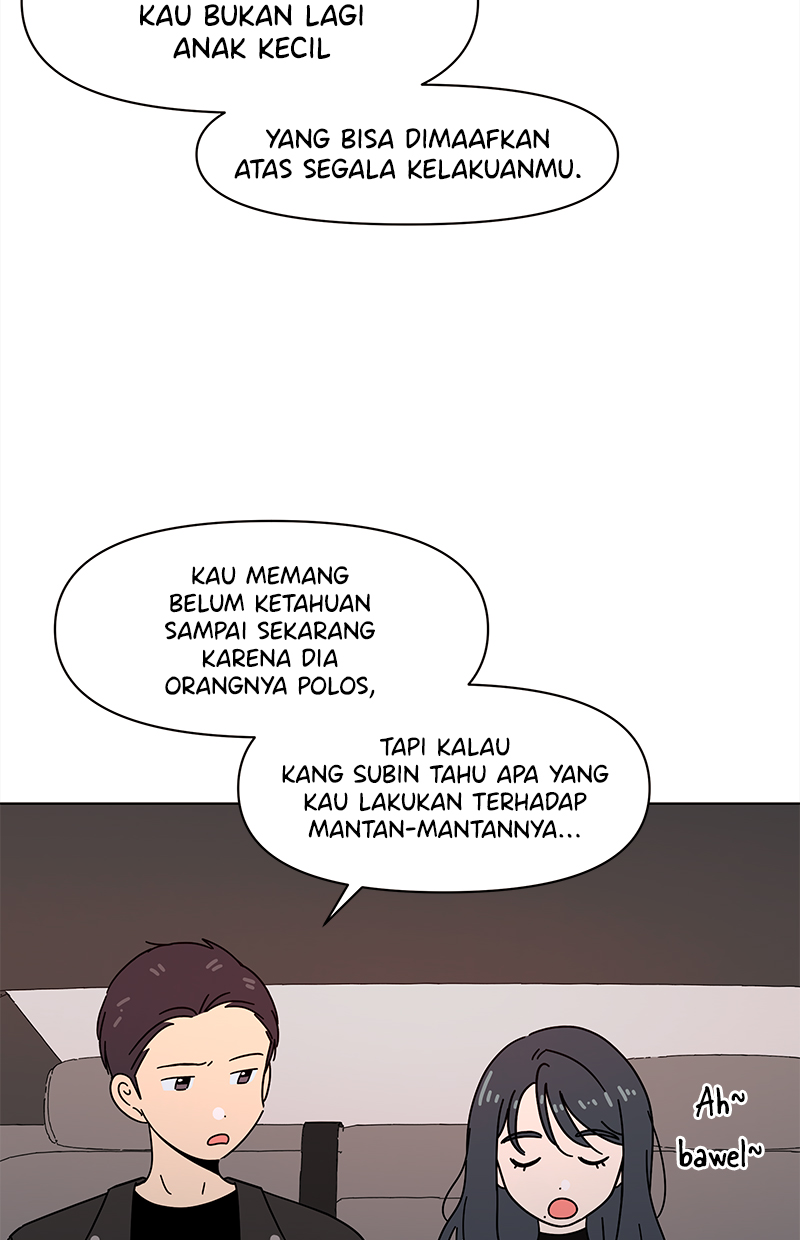 KAU BUKAN LAGI
ANAK KECIL
YANG BISA DIMAAFKAN
ATAS SEGALA KELAKUANMU.
KAU MEMANG
BELUM KETAHUAN
SAMPAI SEKARANG
KARENA DIA
ORANGNYA POLOS,
TAPI KALAU
KANG SUBIN TAHU APA YANG
KAU LAKUKAN TERHADAP
MANTAN-MANTANNYA...
Ah~
bawel~